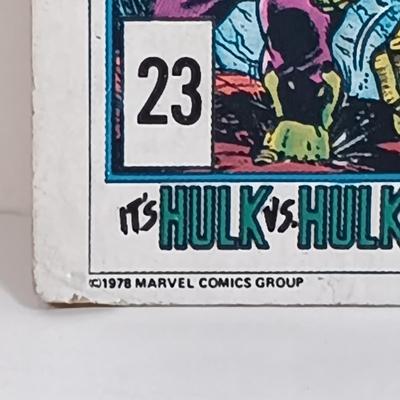 23
IT'S HULK VS. HULK
©1978 MARVEL COMICS GROUP